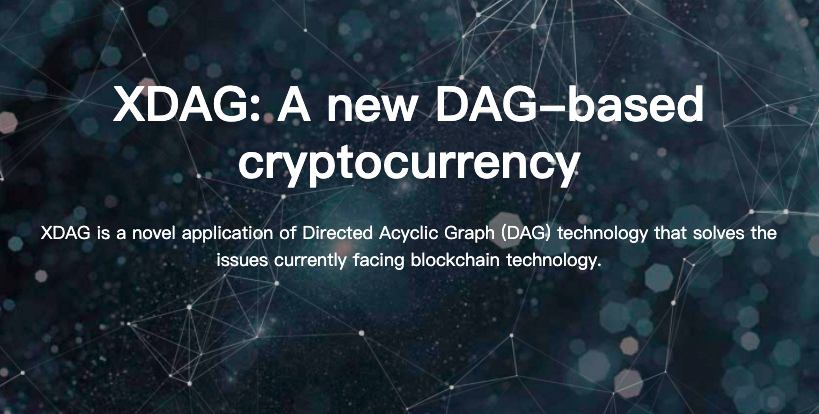 XDAG: A new DAG–based
cryptocurrency
XDAG is a novel application of Directed Acyclic Graph (DAG) technology that solves the
issues currently facing blockchain technology.